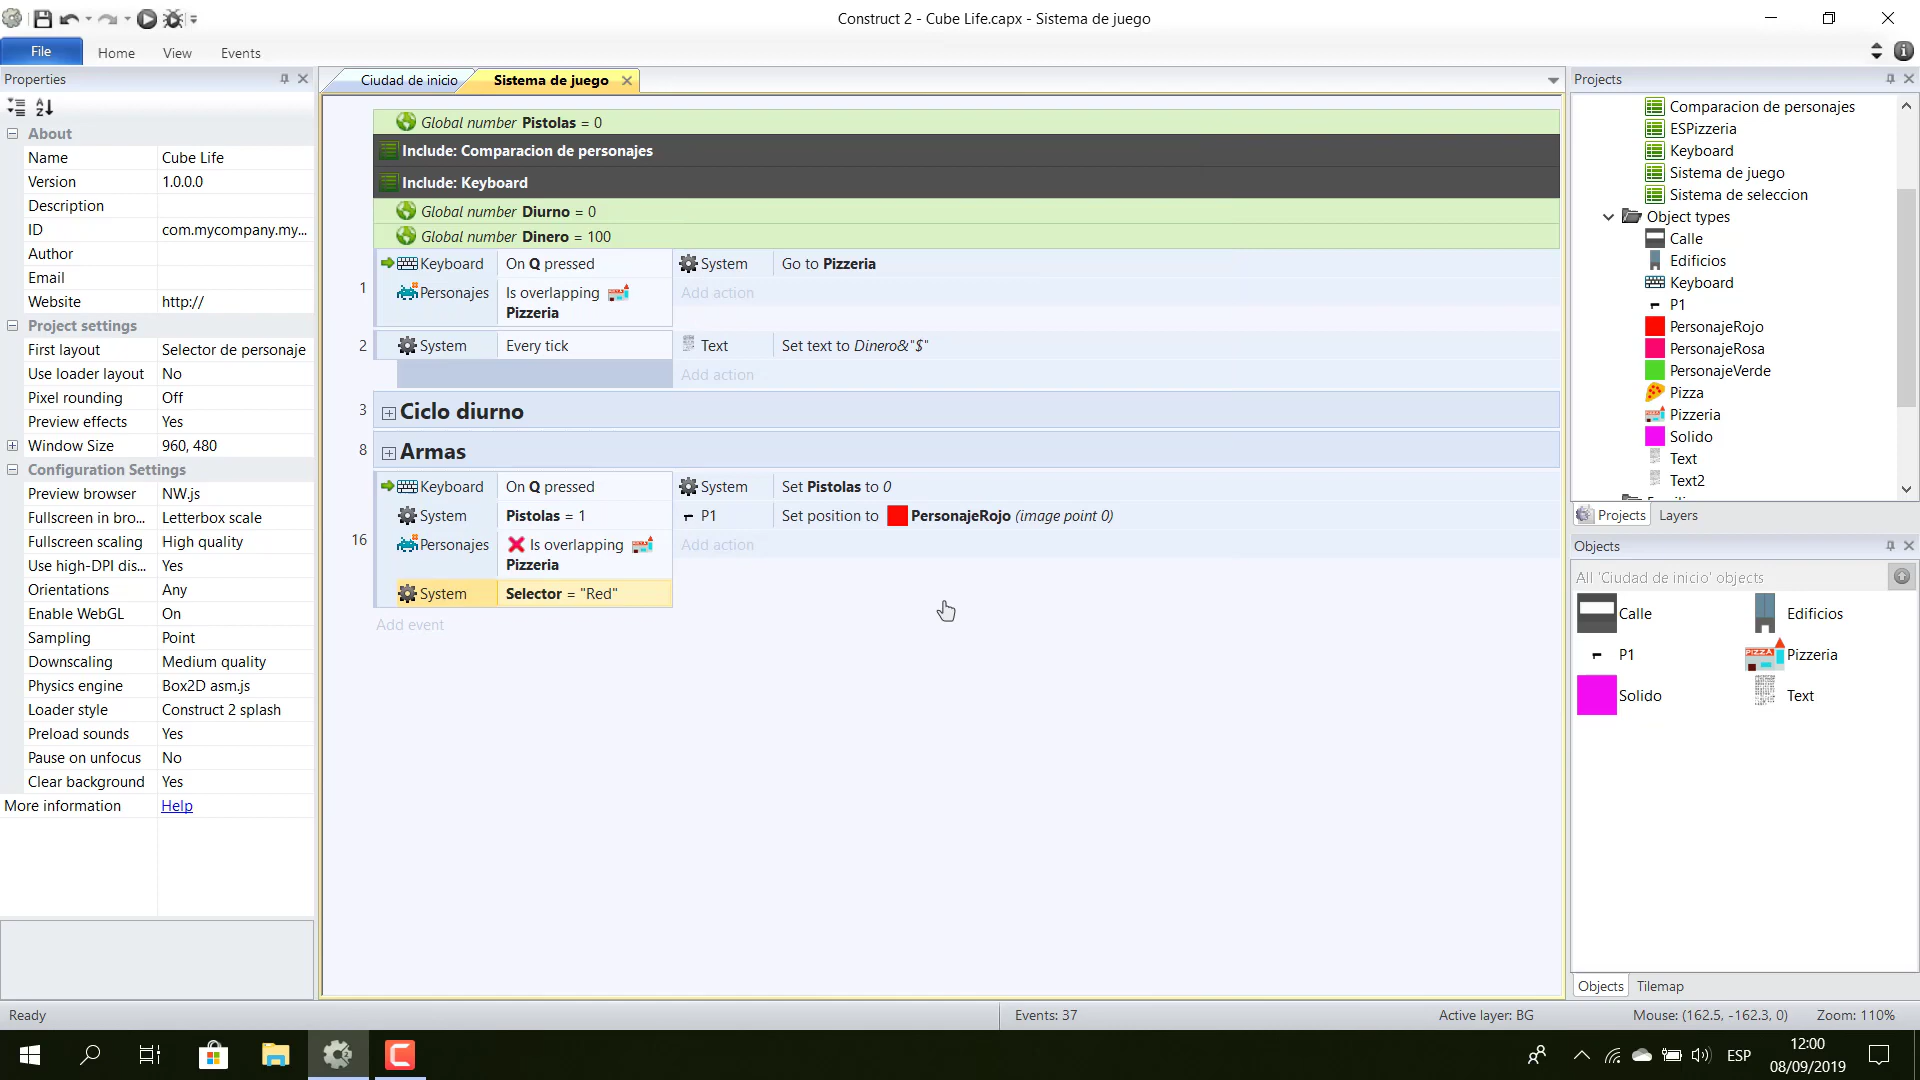 Construct 2 - Cube Life.capx - Sistema de juego
File
Home
View
Events
Properties
About
Name Cube Life
Version 1.0.0.0
Description
ID com.mycompany.my...
Author
Email
Website http://
Project settings
First layout Selector de personaje
Use loader layout No
Pixel rounding Off
Preview effects Yes
Window Size 960, 480
Configuration Settings
Preview browser NW.js
Fullscreen in bro... Letterbox scale
Fullscreen scaling High quality
Use high-DPI dis... Yes
Orientations Any
Enable WebGL On
Sampling Point
Downscaling Medium quality
Physics engine Box2D asm.js
Loader style Construct 2 splash
Preload sounds Yes
Pause on unfocus No
Clear background Yes
More information Help
Ciudad de inicio
Sistema de juego
Global number Pistolas = 0
Include: Comparacion de personajes
Include: Keyboard
Global number Diurno = 0
Global number Dinero = 100
1
Keyboard On Q pressed
Personajes Is overlapping
Pizzeria
System Go to Pizzeria
Add action
2
System Every tick
Text Set text to Dinero&"$"
Add action
3 Ciclo diurno
8 Armas
16
Keyboard On Q pressed
System Pistolas = 1
Personajes Is overlapping
Pizzeria
System Selector = "Red"
System Set Pistolas to 0
P1 Set position to PersonajeRojo (image point 0)
Add action
Add event
Projects
Comparacion de personajes
ESPizzeria
Keyboard
Sistema de juego
Sistema de seleccion
Object types
Calle
Edificios
Keyboard
P1
PersonajeRojo
PersonajeRosa
PersonajeVerde
Pizza
Pizzeria
Solido
Text
Text2
Projects
Layers
Objects
All 'Ciudad de inicio' objects
Calle
Edificios
P1
PIZZA
Pizzeria
Solido
Text
Objects
Tilemap
Ready
Events: 37
Active layer: BG
Mouse: (162.5, -162.3, 0)
Zoom: 110%
ESP
12:00
08/09/2019